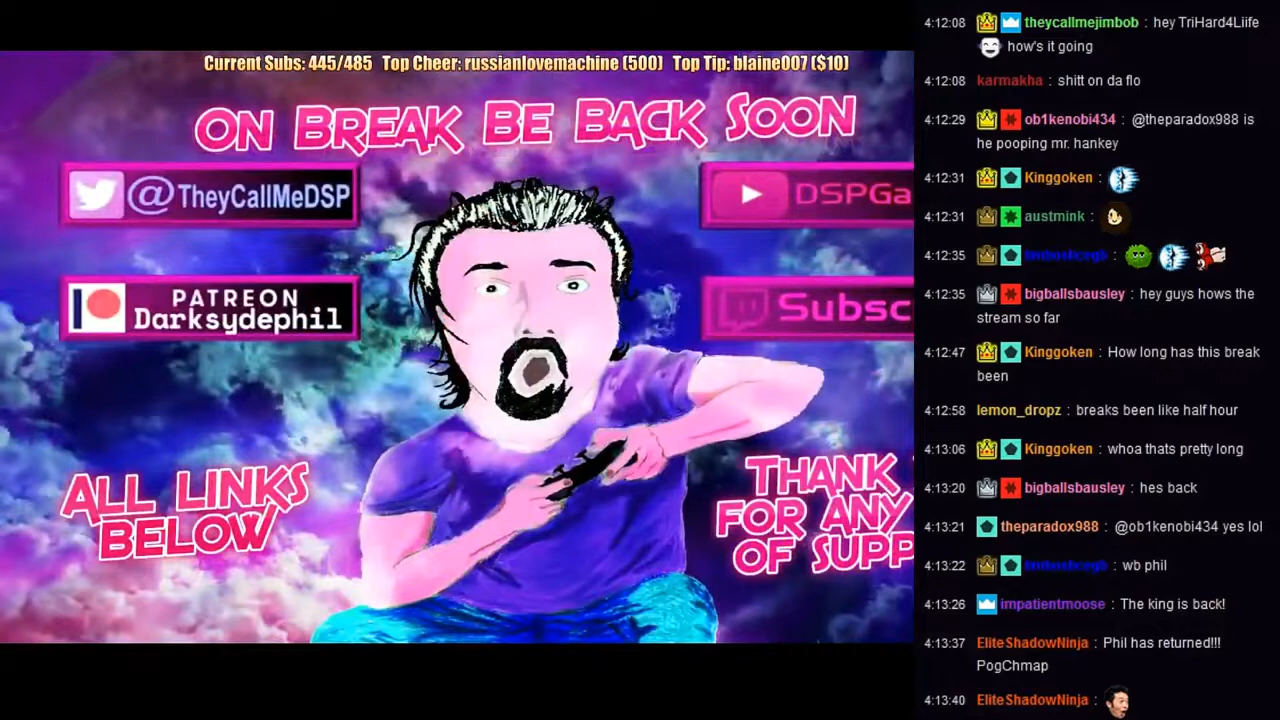 Current Subs: 445/485 Top Cheer: russianlovemachine (500) Top Tip: blaine007 ($10)
ON BREAK BE BACK SOON
@TheyCallMeDSP
DSPGa
PATREON
Darksydephil
Subsc
ALL LINKS
BELOW
THANK
FOR ANY
OF SUPP
4:12:08 theycallmejimbob : hey TriHard4Liife
how's it going
4:12:08 karmakha : shitt on da flo
4:12:29 ob1kenobi434 : @theparadox988 is
he pooping mr. hankey
4:12:31 Kinggoken :
4:12:31 austmink :
4:12:35 :
4:12:35 bigballsbausley : hey guys hows the
stream so far
4:12:47 Kinggoken : How long has this break
been
4:12:58 lemon_dropz : breaks been like half hour
4:13:06 Kinggoken : whoa thats pretty long
4:13:20 bigballsbausley : hes back
4:13:21 theparadox988 : @ob1kenobi434 yes lol
4:13:22 : wb phil
4:13:26 impatientmoose : The king is back!
4:13:37 EliteShadowNinja : Phil has returned!!!
PogChmap
4:13:40 EliteShadowNinja :